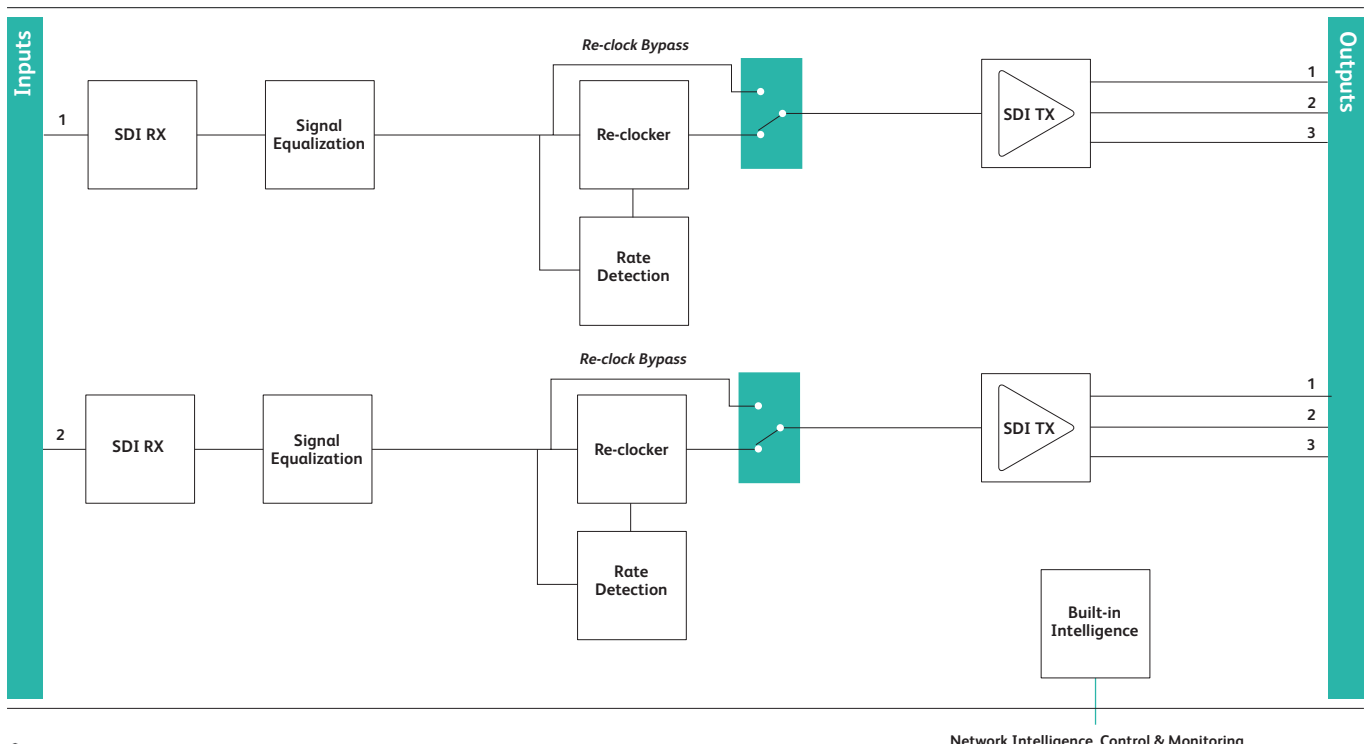 Inputs
Outputs
Re-clock Bypass
1
SDI RX
Signal
Equalization
Re-clocker
SDI TX
1
2
3
Rate
Detection
Re-clock Bypass
2
SDI RX
Signal
Equalization
Re-clocker
SDI TX
1
2
3
Rate
Detection
Built-in
Intelligence
Network Intelligence, Control & Monitoring